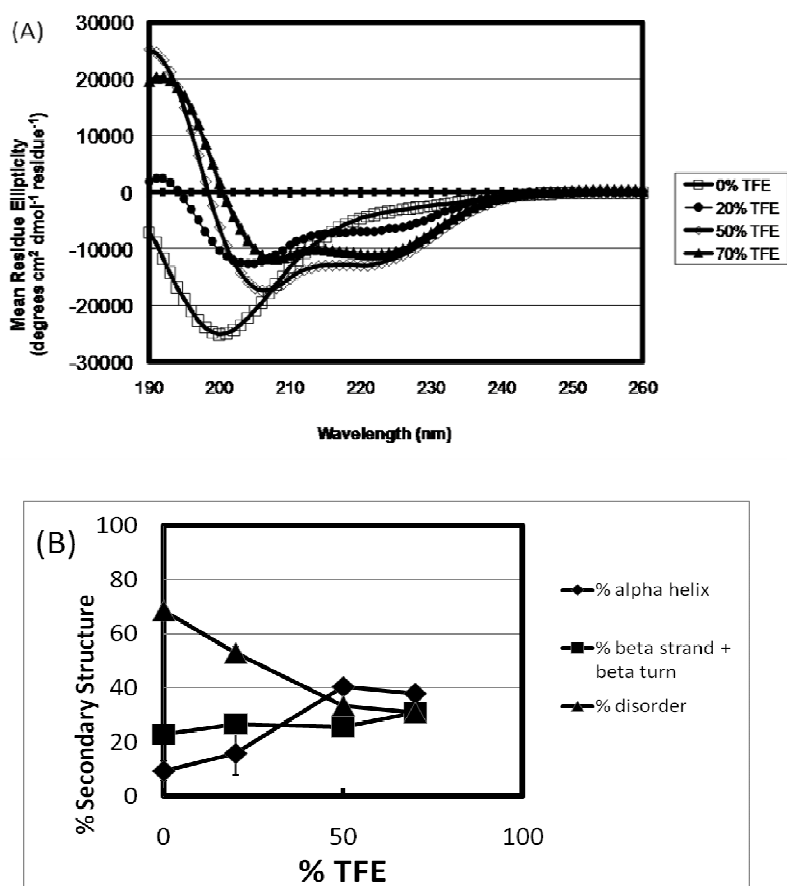 (A)
Mean Residue Ellipticity
(degrees cm² dmol⁻¹ residue⁻¹)
30000
20000
10000
0
-10000
-20000
-30000
190 200 210 220 230 240 250 260
Wavelength (nm)
0% TFE
20% TFE
50% TFE
70% TFE
(B)
% Secondary Structure
100
80
60
40
20
0
0 50 100
% TFE
% alpha helix
% beta strand +
beta turn
% disorder